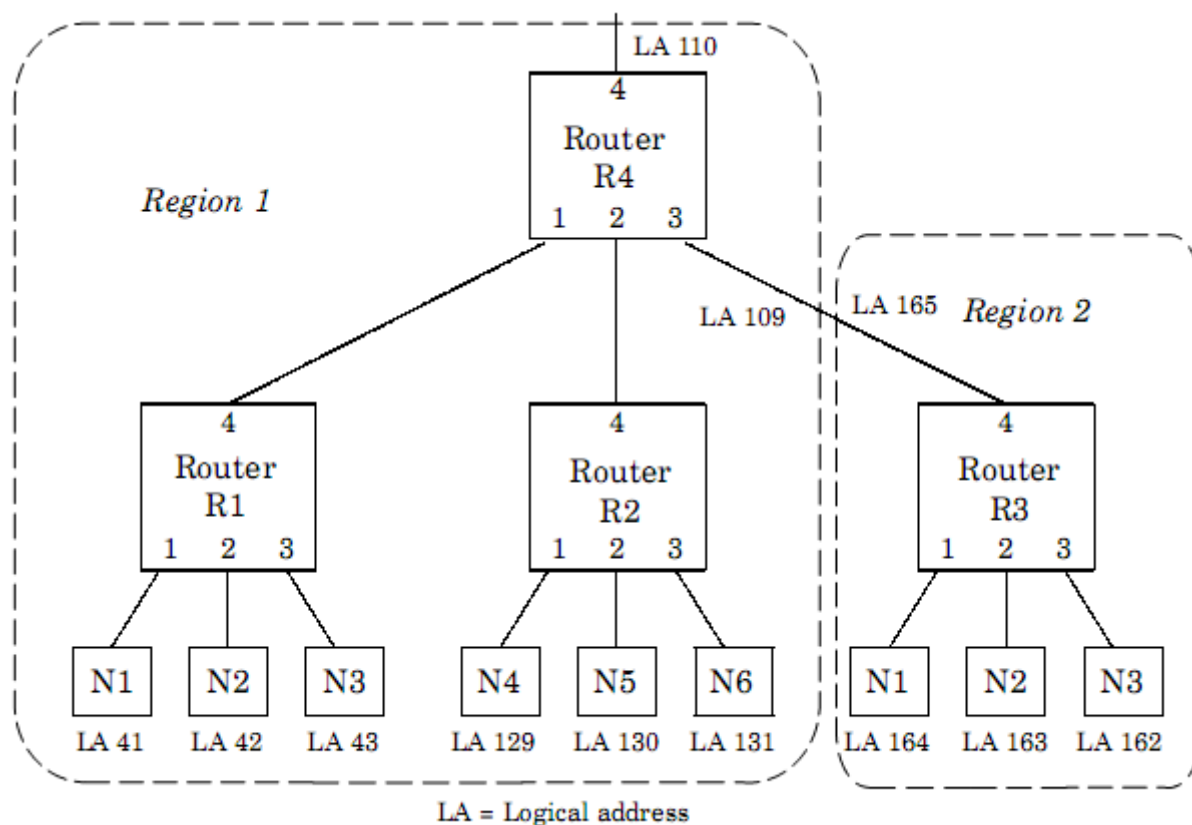 LA 110
4
Router
R4
1 2 3
Region 1
LA 109
LA 165
Region 2
4
Router
R1
1 2 3
4
Router
R2
1 2 3
4
Router
R3
1 2 3
N1 N2 N3 N4 N5 N6 N1 N2 N3
LA 41 LA 42 LA 43 LA 129 LA 130 LA 131 LA 164 LA 163 LA 162
LA = Logical address